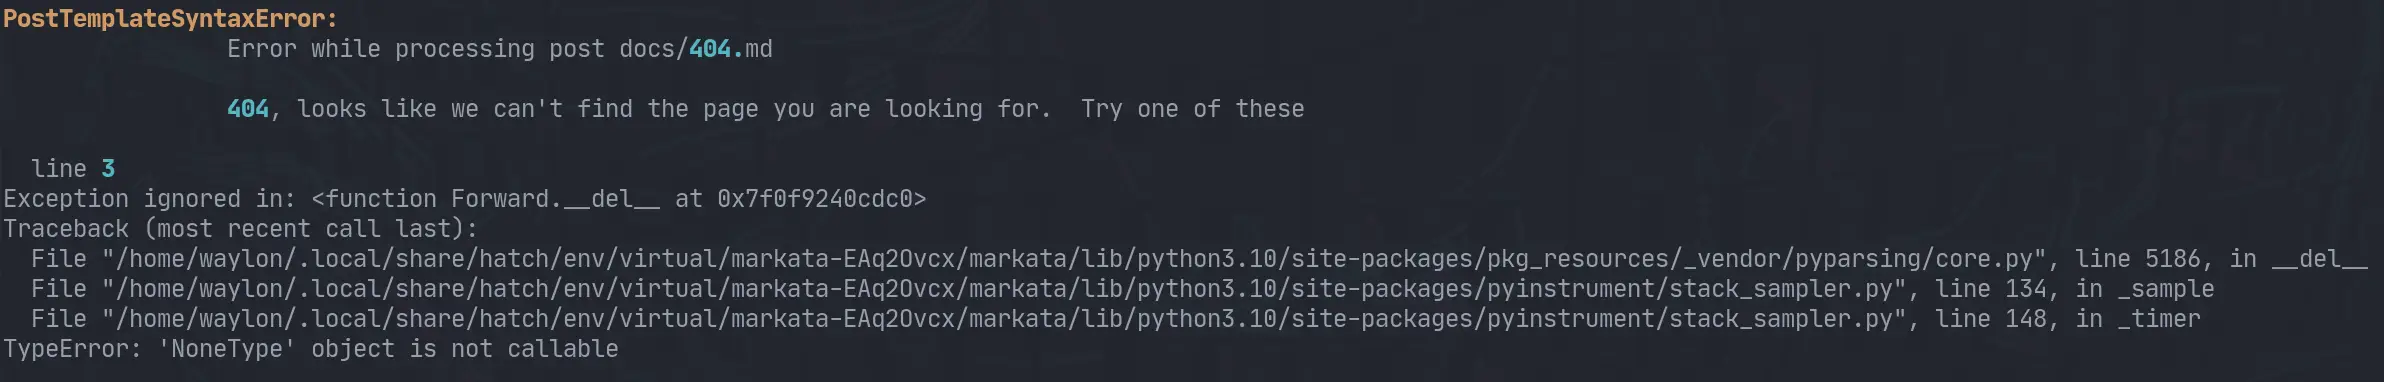 PostTemplateSyntaxError:
Error while processing post docs/404.md
404, looks like we can't find the page you are looking for.  Try one of these
line 3
Exception ignored in: <function Forward.__del__ at 0x7f0f9240cdc0>
Traceback (most recent call last):
File "/home/waylon/.local/share/hatch/env/virtual/markata-EAq2Ovcx/markata/lib/python3.10/site-packages/pkg_resources/_vendor/pyparsing/core.py", line 5186, in __del__
File "/home/waylon/.local/share/hatch/env/virtual/markata-EAq2Ovcx/markata/lib/python3.10/site-packages/pyinstrument/stack_sampler.py", line 134, in _sample
File "/home/waylon/.local/share/hatch/env/virtual/markata-EAq2Ovcx/markata/lib/python3.10/site-packages/pyinstrument/stack_sampler.py", line 148, in _timer
TypeError: 'NoneType' object is not callable